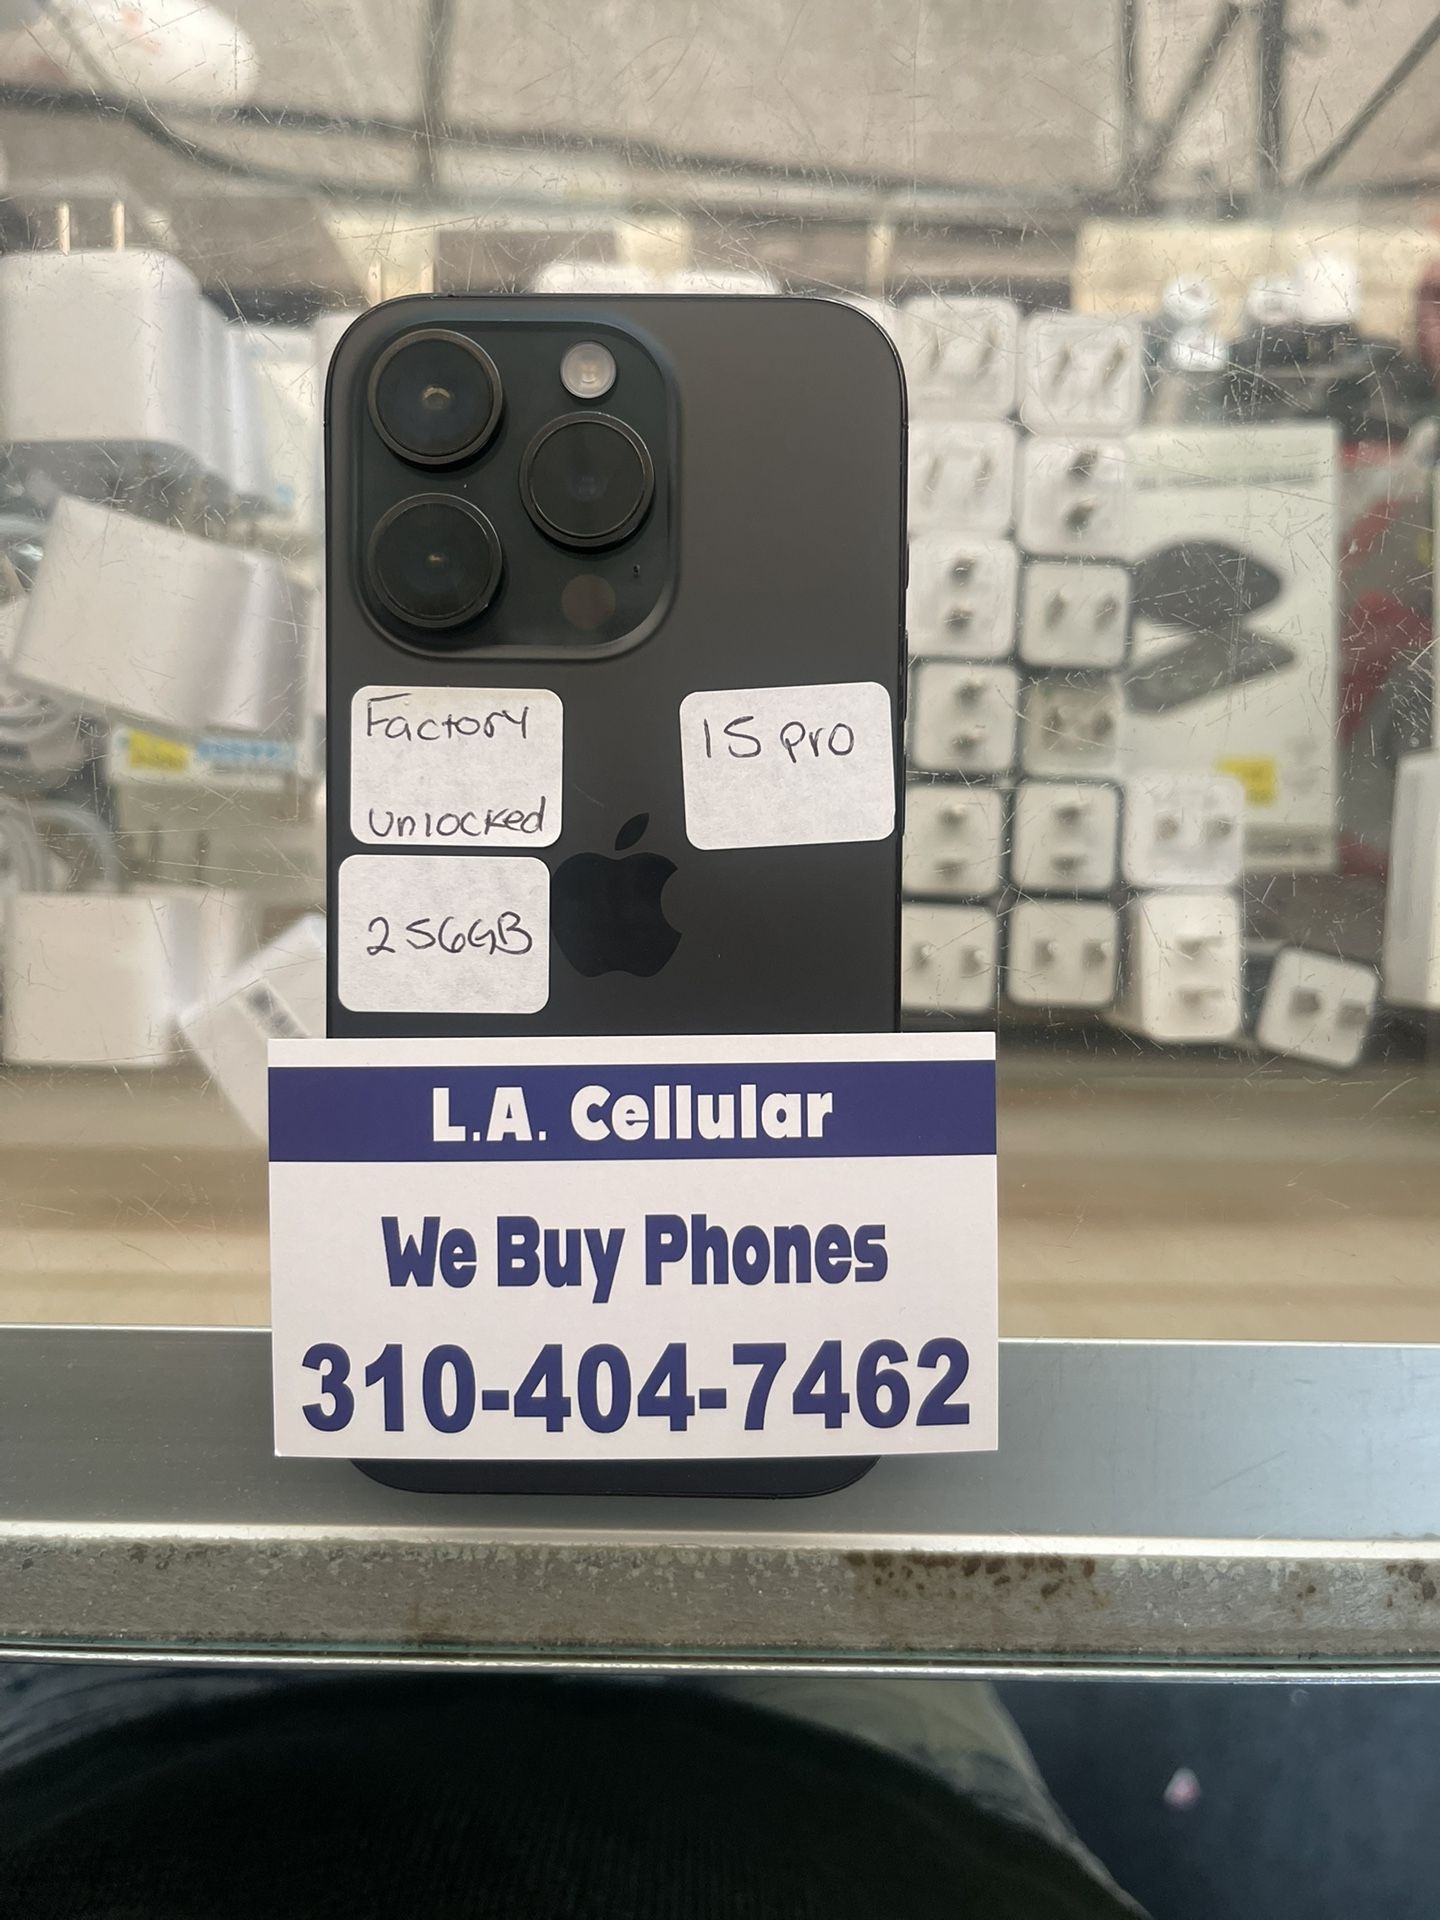 Factory
unlocked
15 pro
256GB
L.A. Cellular
We Buy Phones
310-404-7462